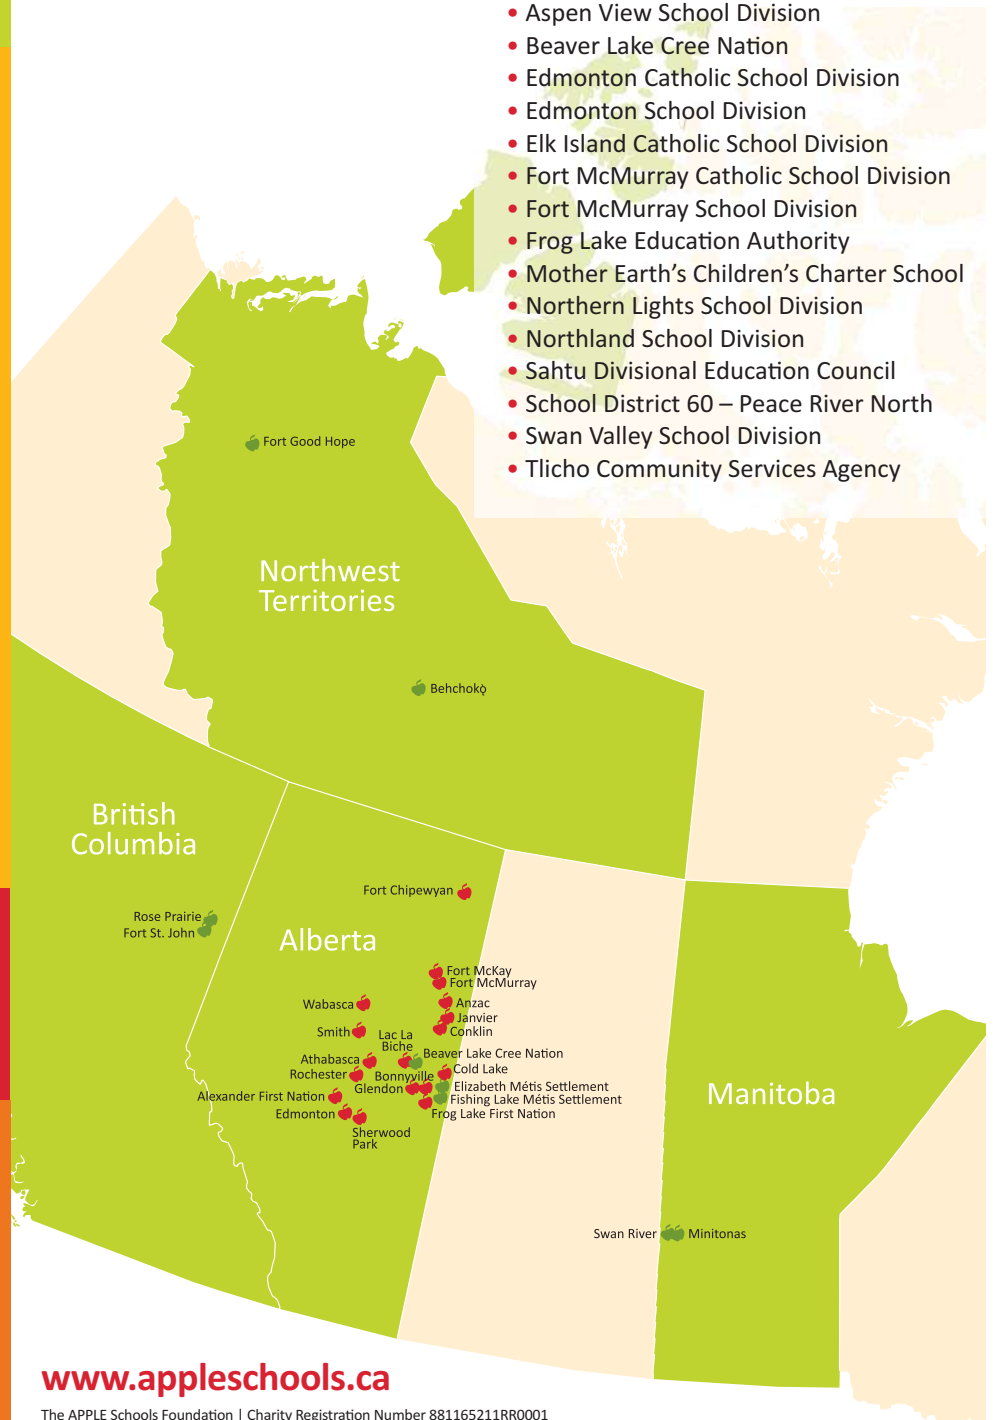 • Aspen View School Division
• Beaver Lake Cree Nation
• Edmonton Catholic School Division
• Edmonton School Division
• Elk Island Catholic School Division
• Fort McMurray Catholic School Division
• Fort McMurray School Division
• Frog Lake Education Authority
• Mother Earth's Children's Charter School
• Northern Lights School Division
• Northland School Division
• Sahtu Divisional Education Council
• School District 60 – Peace River North
• Swan Valley School Division
• Tlicho Community Services Agency
Fort Good Hope
Northwest
Territories
Behchokǫ̀
British
Columbia
Rose Prairie
Fort St. John
Alberta
Fort Chipewyan
Fort McKay
Fort McMurray
Wabasca
Anzac
Janvier
Smith
Conklin
Lac La
Biche
Athabasca
Beaver Lake Cree Nation
Rochester
Bonnyville
Cold Lake
Glendon
Elizabeth Métis Settlement
Alexander First Nation
Fishing Lake Métis Settlement
Edmonton
Frog Lake First Nation
Sherwood
Park
Manitoba
Swan River
Minitonas
www.appleschools.ca
The APPLE Schools Foundation | Charity Registration Number 881165211RR0001